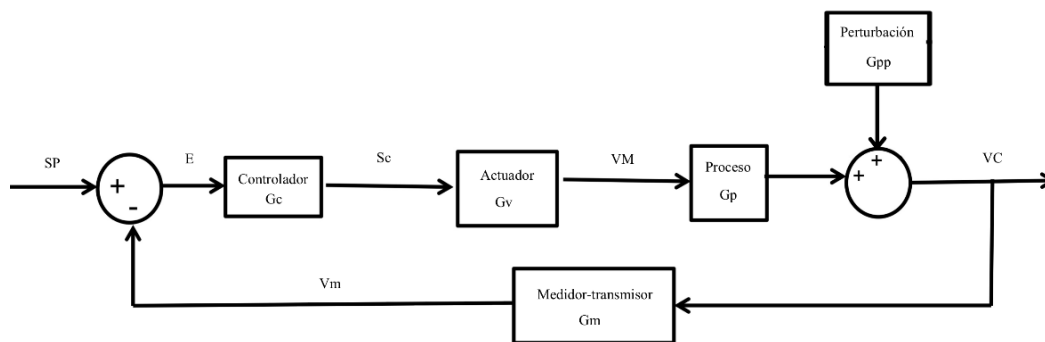 Perturbación
Gpp
SP
E
Sc
VM
VC
+
-
Controlador
Gc
Actuador
Gv
Proceso
Gp
+
+
Vm
Medidor-transmisor
Gm